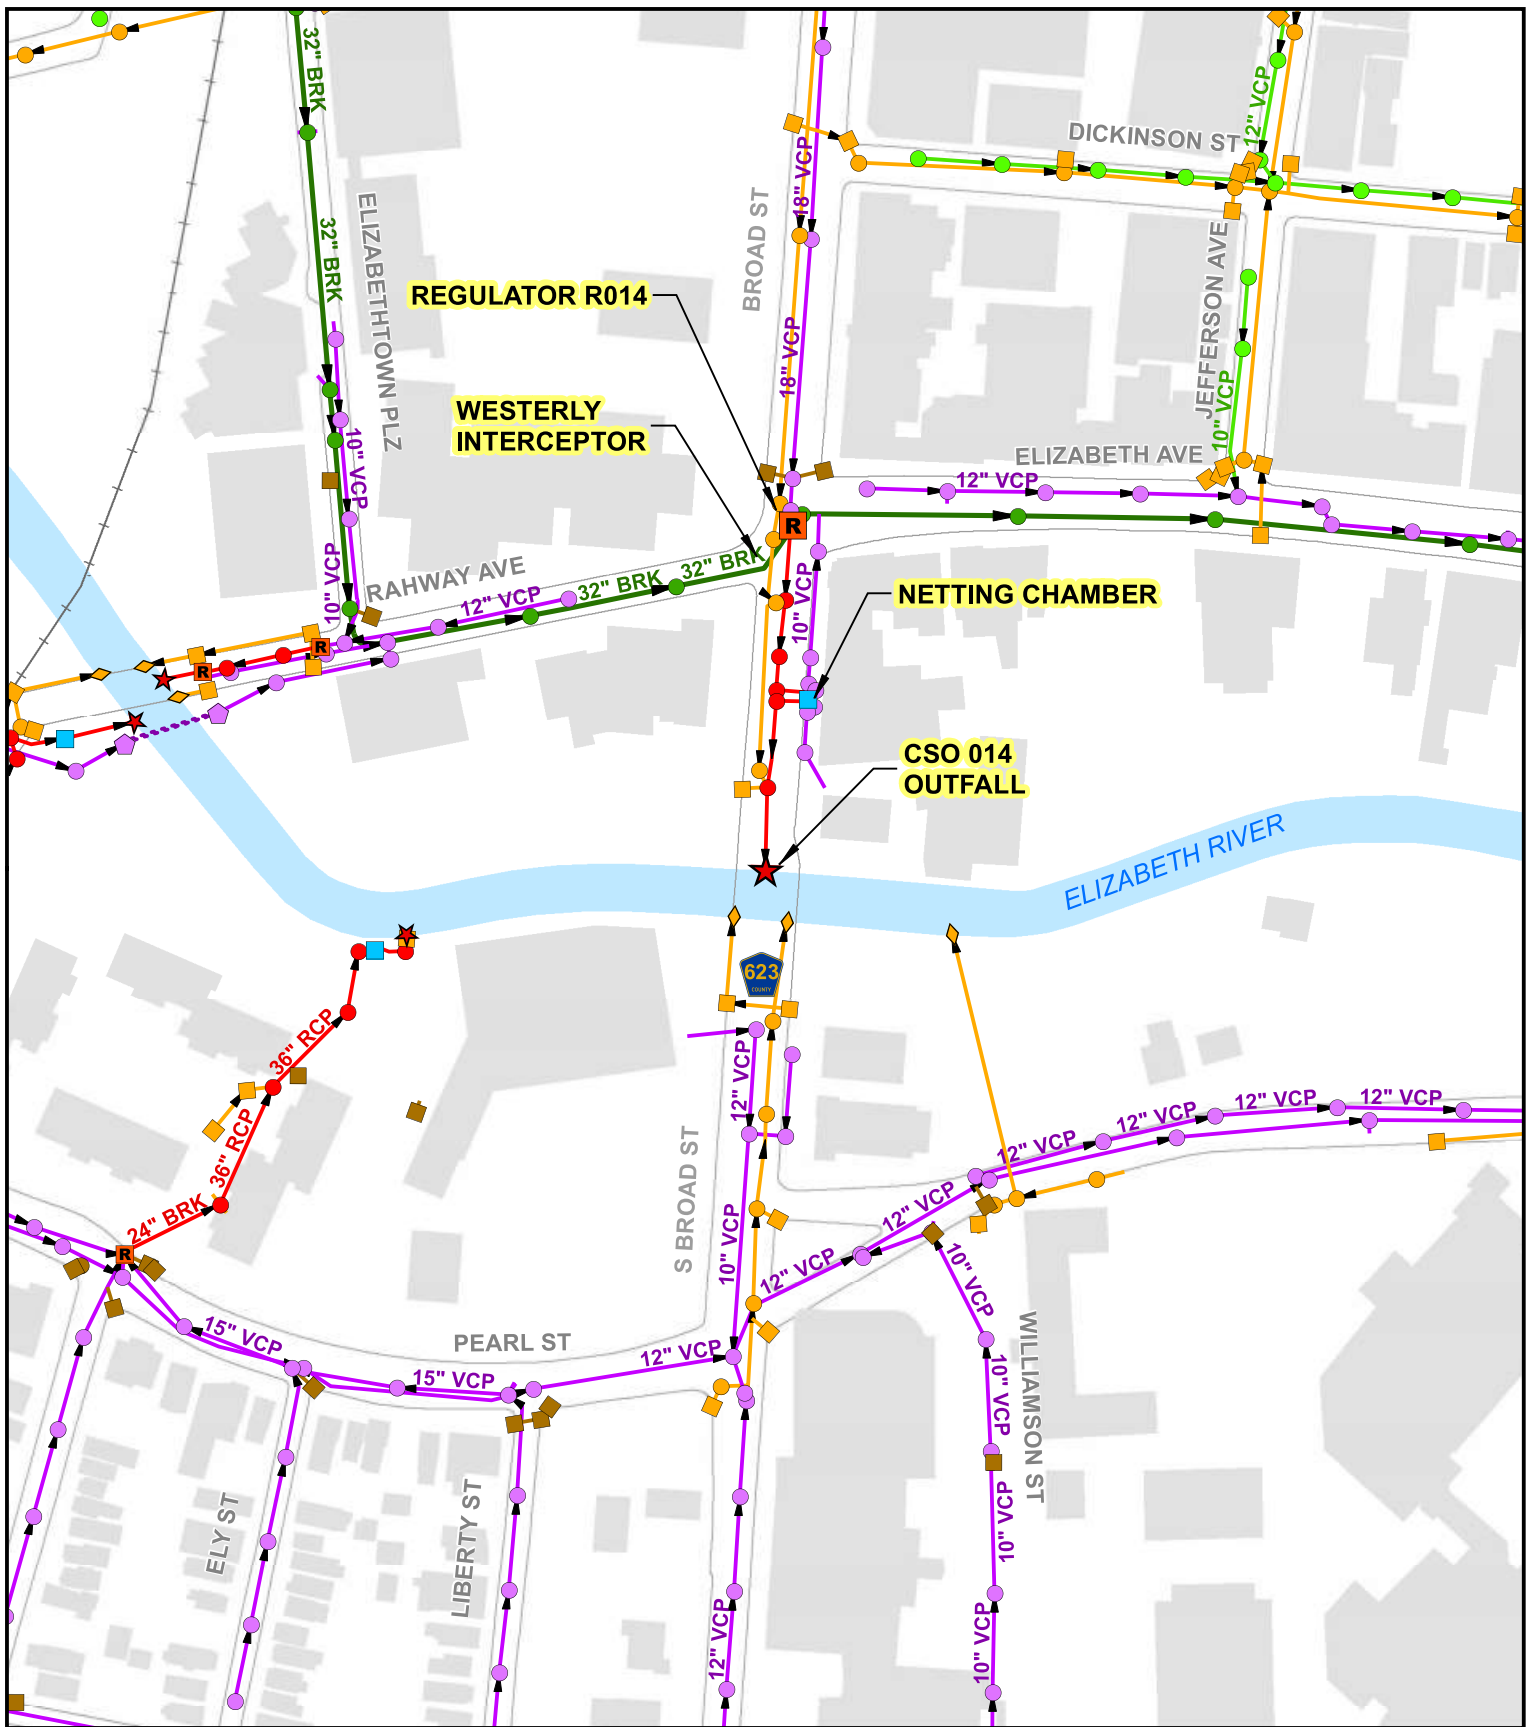 32" BRK
12" VCP
DICKINSON ST
18" VCP
32" BRK
ELIZABETHTOWN PLZ
BROAD ST
JEFFERSON AVE
REGULATOR R014
18" VCP
WESTERLY
INTERCEPTOR
10" VCP
10" VCP
ELIZABETH AVE
12" VCP
R
10" VCP
RAHWAY AVE
12" VCP
32" BRK
32" BRK
10" VCP
NETTING CHAMBER
R
R
CSO 014
OUTFALL
ELIZABETH RIVER
623
COUNTY
36" RCP
36" RCP
24" BRK
R
12" VCP
12" VCP
12" VCP
12" VCP
12" VCP
S BROAD ST
10" VCP
12" VCP
12" VCP
10" VCP
15" VCP
PEARL ST
12" VCP
15" VCP
WILLIAMSON ST
10" VCP
10" VCP
ELY ST
LIBERTY ST
12" VCP
10" VCP